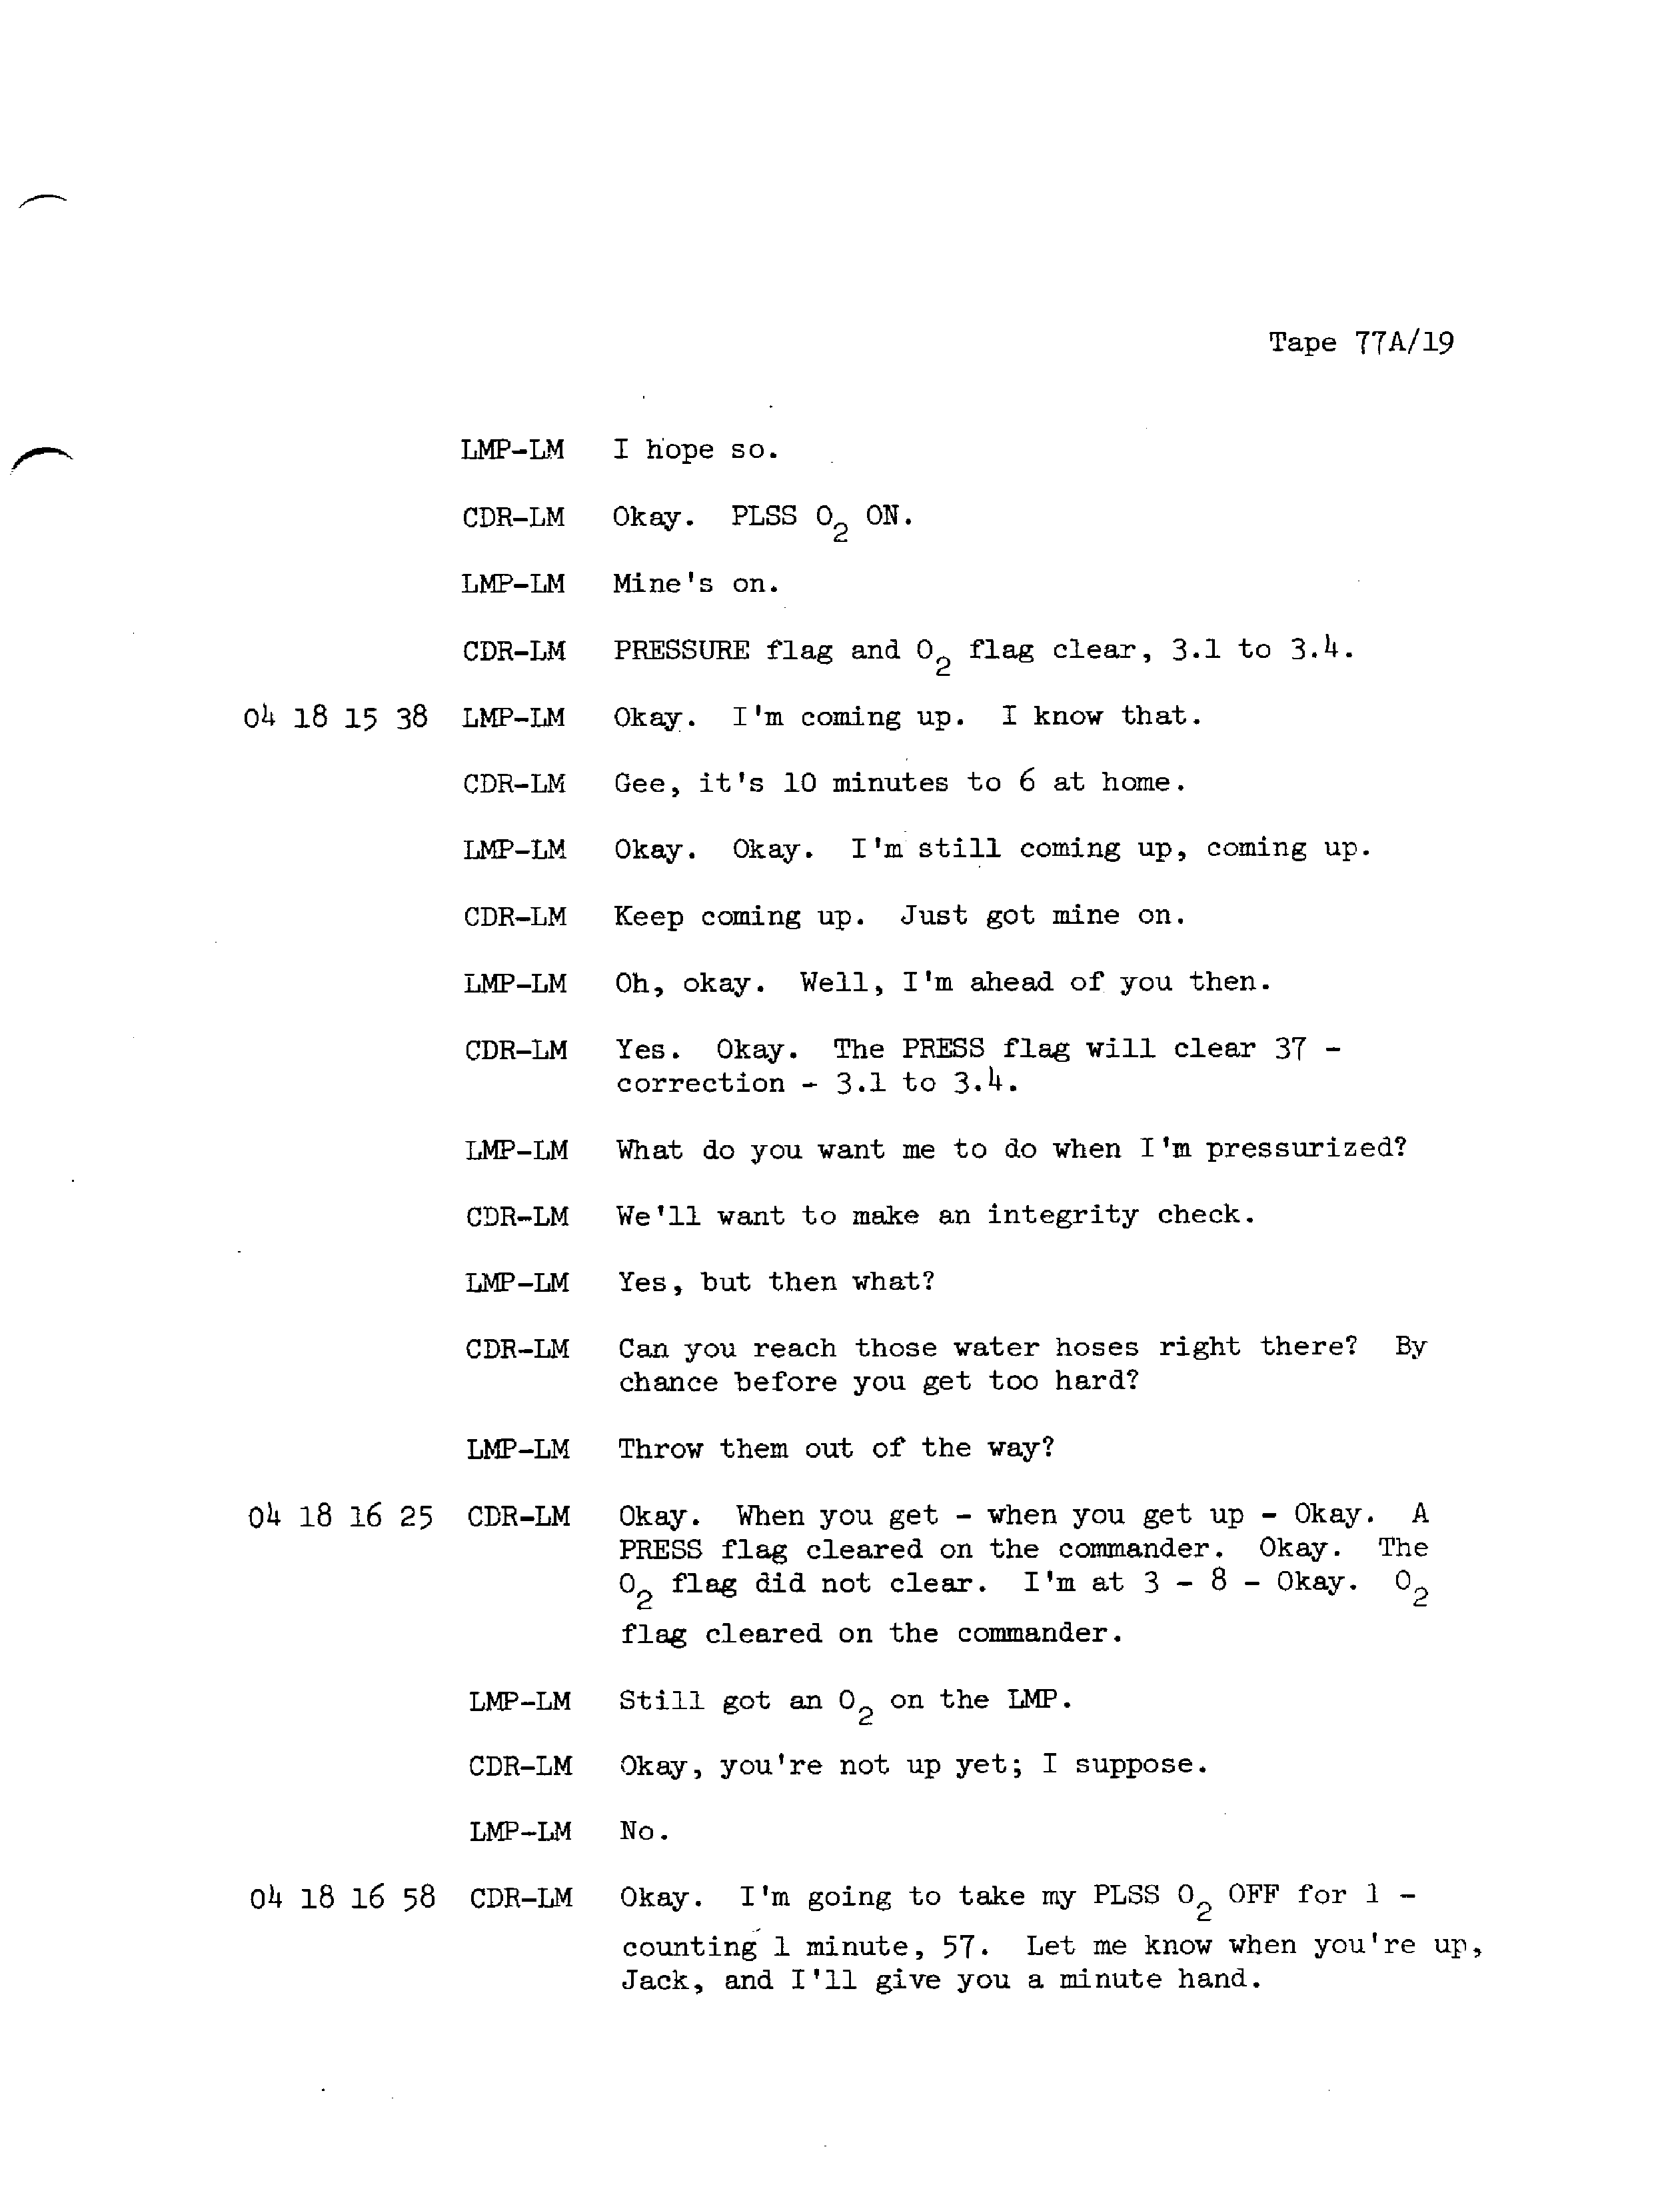 Tape 77A/19
LMP-LM I hope so.
CDR-LM Okay. PLSS O2 ON.
LMP-LM Mine's on.
CDR-LM PRESSURE flag and O2 flag clear, 3.1 to 3.4.
04 18 15 38 LMP-LM Okay. I'm coming up. I know that.
CDR-LM Gee, it's 10 minutes to 6 at home.
LMP-LM Okay. Okay. I'm still coming up, coming up.
CDR-LM Keep coming up. Just got mine on.
LMP-LM Oh, okay. Well, I'm ahead of you then.
CDR-LM Yes. Okay. The PRESS flag will clear 37 -
correction - 3.1 to 3.4.
LMP-LM What do you want me to do when I'm pressurized?
CDR-LM We'll want to make an integrity check.
LMP-LM Yes, but then what?
CDR-LM Can you reach those water hoses right there? By
chance before you get too hard?
LMP-LM Throw them out of the way?
04 18 16 25 CDR-LM Okay. When you get - when you get up - Okay. A
PRESS flag cleared on the commander. Okay. The
O2 flag did not clear. I'm at 3 - 8 - Okay. O2
flag cleared on the commander.
LMP-LM Still got an O2 on the LMP.
CDR-LM Okay, you're not up yet; I suppose.
LMP-LM No.
04 18 16 58 CDR-LM Okay. I'm going to take my PLSS O2 OFF for 1 -
counting 1 minute, 57. Let me know when you're up,
Jack, and I'll give you a minute hand.